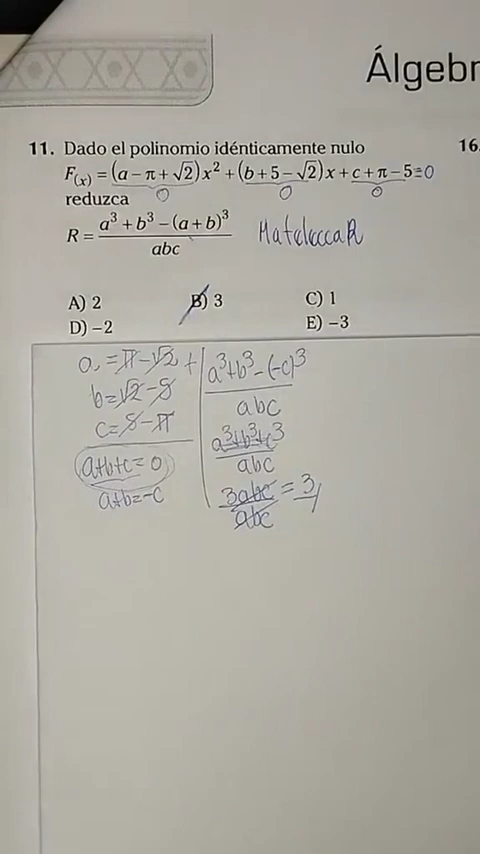 Álgebr
11. Dado el polinomio idénticamente nulo
16.
F(x) = (a − π + √2)x² + (b + 5 − √2)x + c + π − 5 = 0
0 0 0
reduzca
R = (a³ + b³ − (a + b)³) / abc
MateloccaR
A) 2 B) 3 C) 1
D) −2 E) −3
a = π − √2 +
b = √2 − 5
c = 5 − π
a+b+c = 0
a+b = −c
a³+b³−(−c)³
abc
a³+b³+c³
abc
3abc = 3
abc